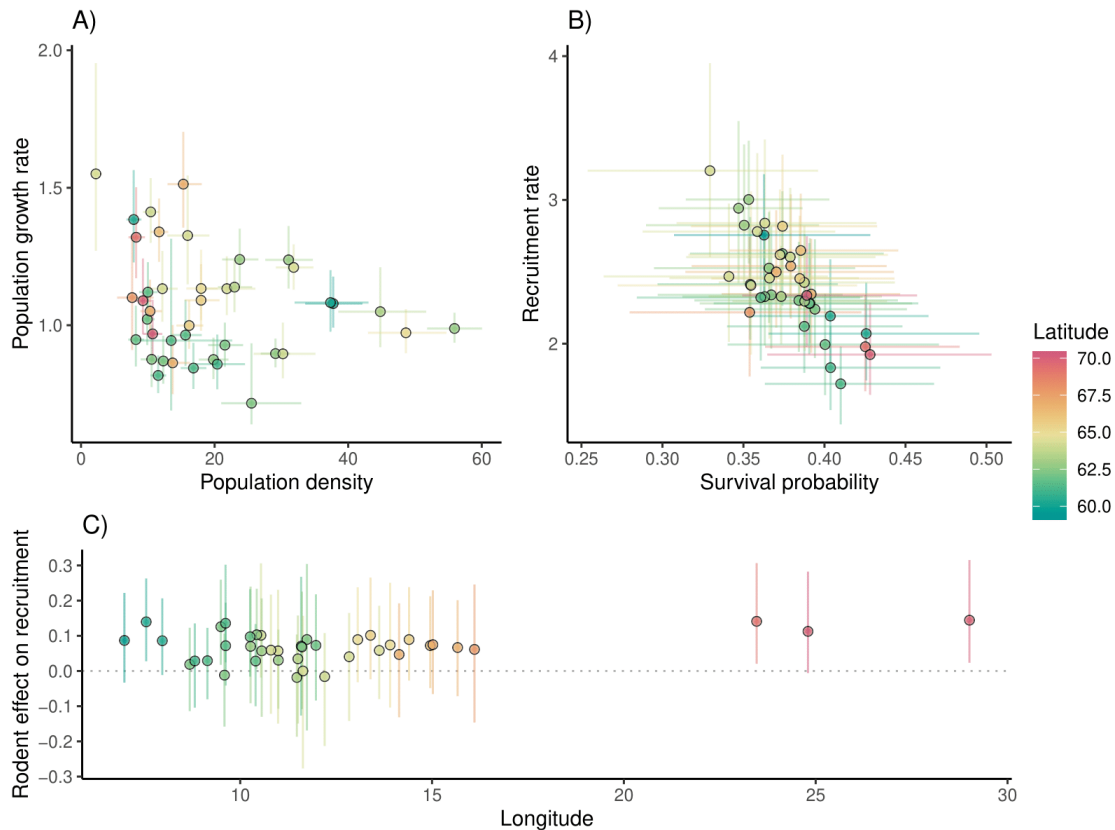 A)
B)
2.0
1.5
1.0
Population growth rate
0 20 40 60
Population density
4
3
2
Recruitment rate
0.25 0.30 0.35 0.40 0.45 0.50
Survival probability
Latitude
70.0
67.5
65.0
62.5
60.0
C)
0.3
0.2
0.1
0.0
−0.1
−0.2
−0.3
Rodent effect on recruitment
10 15 20 25 30
Longitude